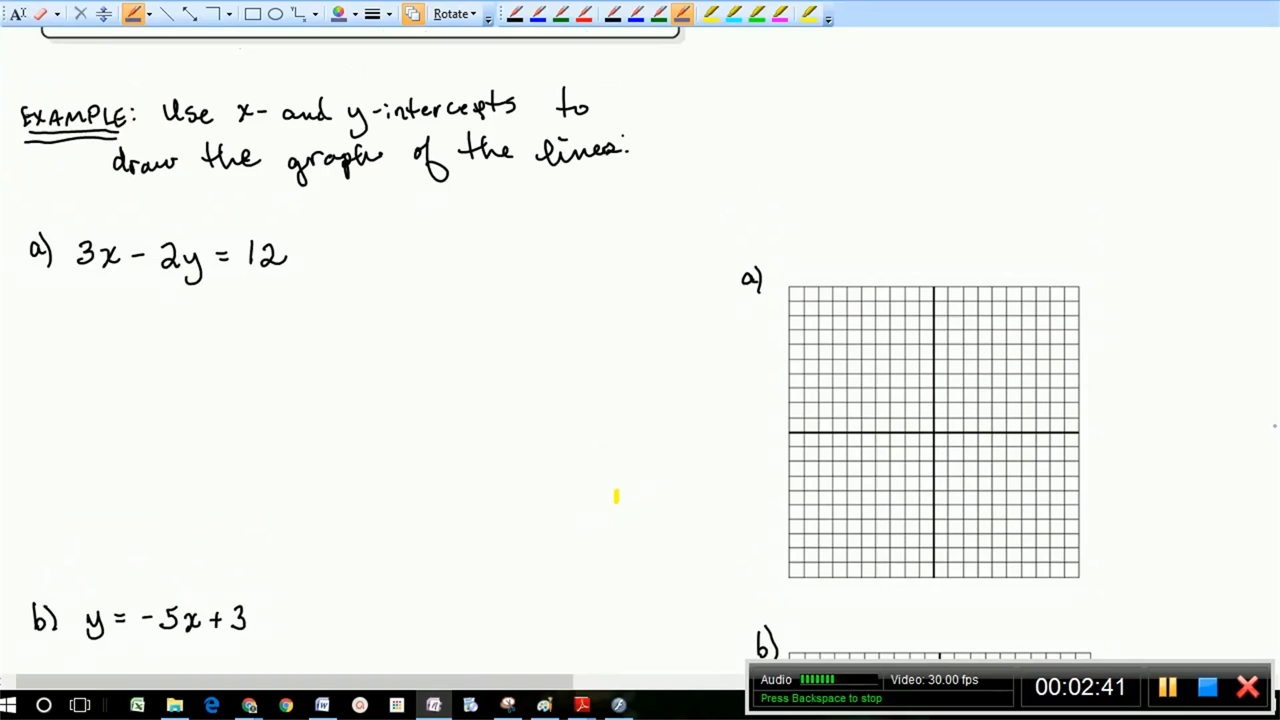 Rotate
EXAMPLE: Use x- and y-intercepts to
draw the graph of the lines:
a) 3x - 2y = 12
a)
b) y = -5x + 3
b)
Audio
Video: 30.00 fps
Press Backspace to stop
00:02:41